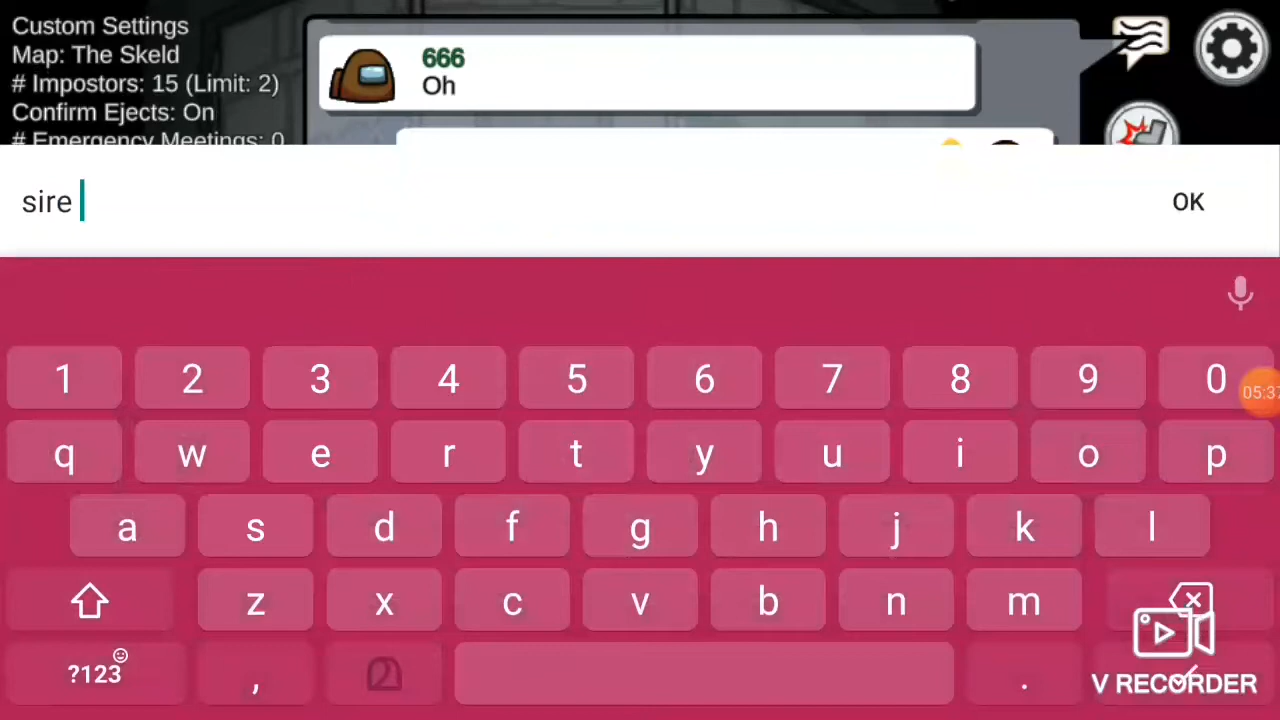 Custom Settings
Map: The Skeld
# Impostors: 15 (Limit: 2)
Confirm Ejects: On
# Emergency Meetings: 0
666
Oh
sire
OK
1 2 3 4 5 6 7 8 9 0
05:37
q w e r t y u i o p
a s d f g h j k l
z x c v b n m
?123 , .
V RECORDER